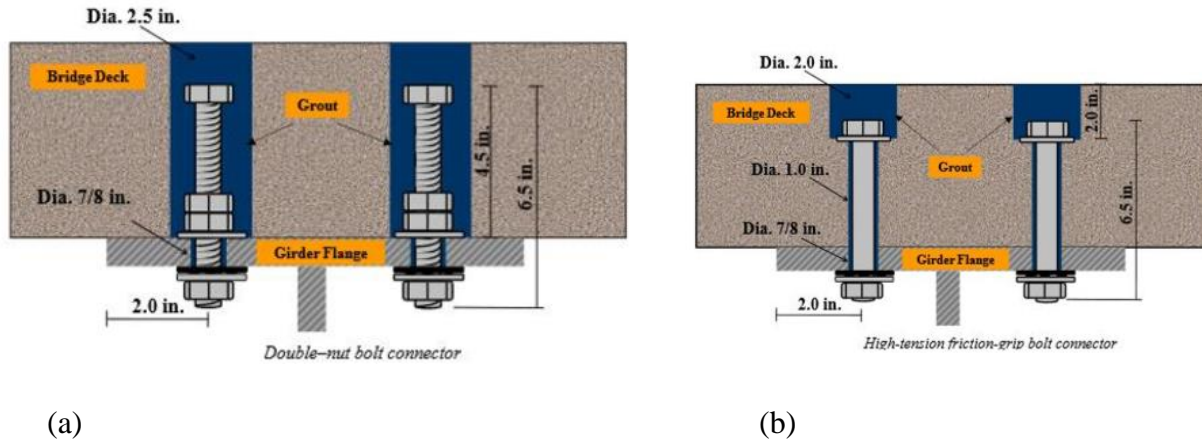 Dia. 2.5 in.
Bridge Deck
Grout
4.5 in.
6.5 in.
Dia. 7/8 in.
Girder Flange
2.0 in.
Double–nut bolt connector
(a)
Dia. 2.0 in.
2.0 in.
Bridge Deck
Grout
Dia. 1.0 in.
6.5 in.
Dia. 7/8 in.
Girder Flange
2.0 in.
High-tension friction-grip bolt connector
(b)